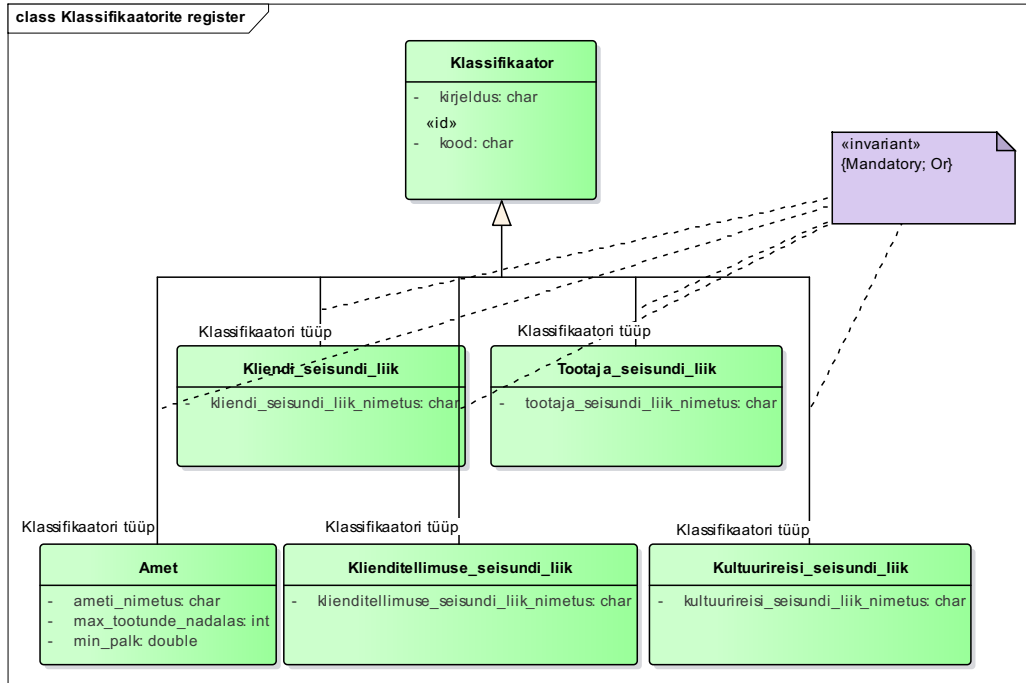 class Klassifikaatorite register
Klassifikaator
- kirjeldus: char
«id»
- kood: char
«invariant»
{Mandatory; Or}
Klassifikaatori tüüp
Kliendi_seisundi_liik
- kliendi_seisundi_liik_nimetus: char
Klassifikaatori tüüp
Tootaja_seisundi_liik
- tootaja_seisundi_liik_nimetus: char
Klassifikaatori tüüp
Amet
- ameti_nimetus: char
- max_tootunde_nadalas: int
- min_palk: double
Klassifikaatori tüüp
Klienditellimuse_seisundi_liik
- klienditellimuse_seisundi_liik_nimetus: char
Klassifikaatori tüüp
Kultuurireisi_seisundi_liik
- kultuurireisi_seisundi_liik_nimetus: char